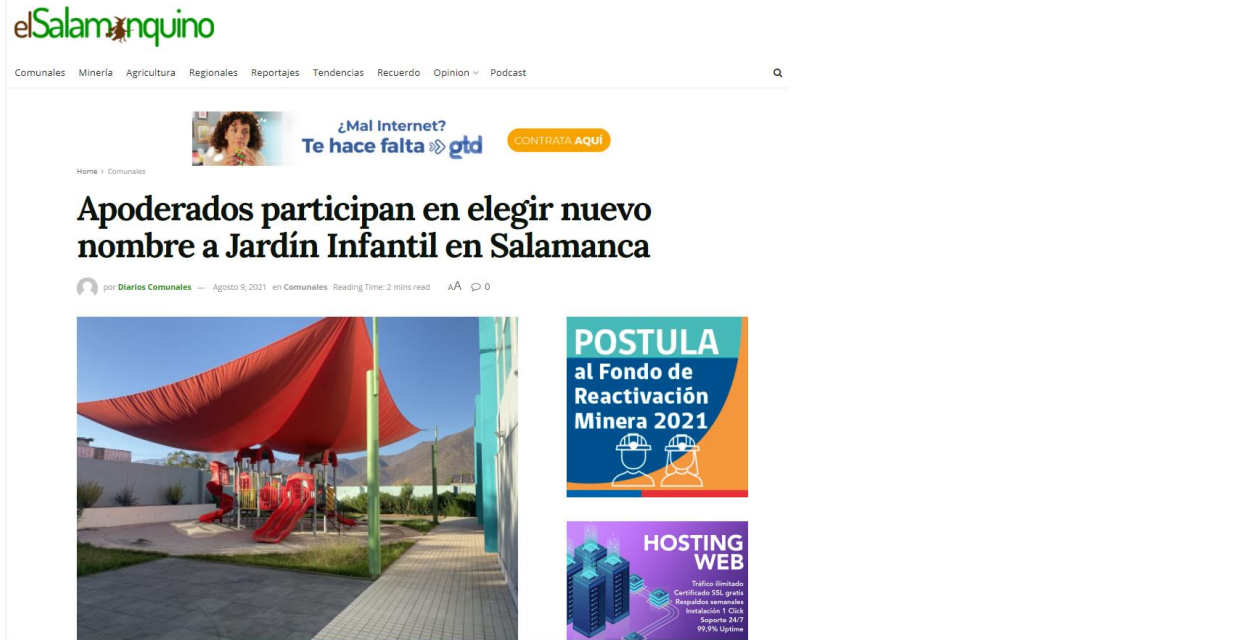 elSalamanquino
Comunales Minería Agricultura Regionales Reportajes Tendencias Recuerdo Opinion Podcast
¿Mal Internet?
Te hace falta gtd
CONTRATA AQUÍ
Home > Comunales
Apoderados participan en elegir nuevo
nombre a Jardín Infantil en Salamanca
por Diarios Comunales — Agosto 9, 2021 en Comunales Reading Time: 2 mins read AA 0
POSTULA
al Fondo de
Reactivación
Minera 2021
HOSTING
WEB
Tráfico ilimitado
Certificado SSL gratis
Respaldos semanales
Instalación 1 Click
Soporte 24/7
99,9% Uptime